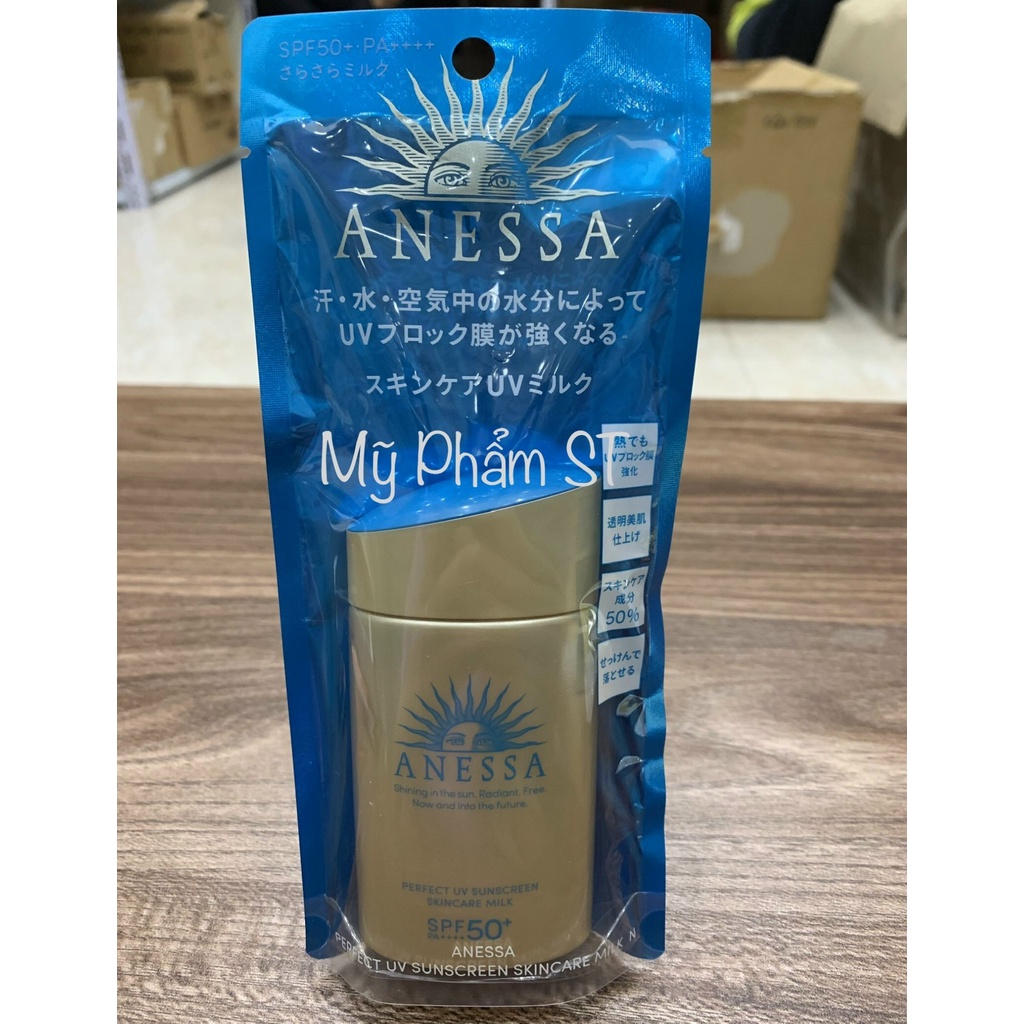 SPF50+・PA++++
さらさらミルク
ANESSA
汗・水・空気中の水分によって
UVブロック膜が強くなる
スキンケアUVミルク
Mỹ Phẩm ST
熱でも
UVブロック膜
強化
透明美肌
仕上げ
スキンケア
成分
50%
せっけんで
落とせる
ANESSA
Shining in the sun. Radiant. Free.
Now and into the future.
PERFECT UV SUNSCREEN
SKINCARE MILK
SPF50+
PA++++
ANESSA
PERFECT UV SUNSCREEN SKINCARE MILK N